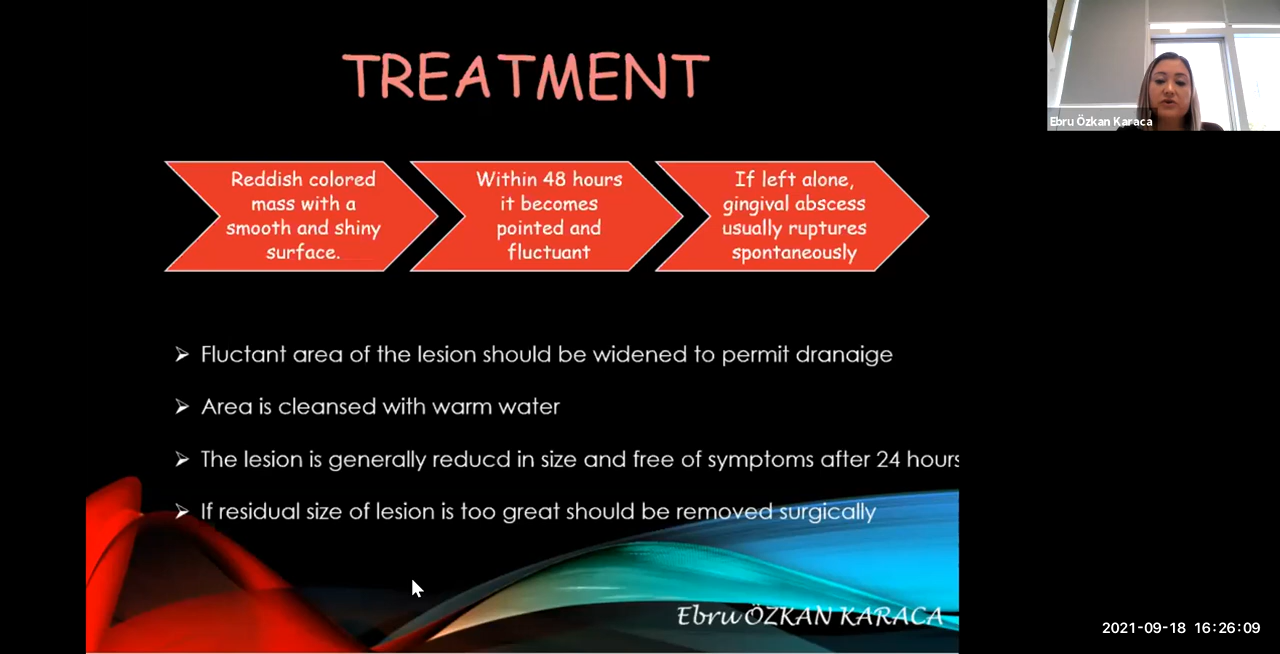 TREATMENT
Ebru Özkan Karaca
Reddish colored
mass with a
smooth and shiny
surface.
Within 48 hours
it becomes
pointed and
fluctuant
If left alone,
gingival abscess
usually ruptures
spontaneously
➢ Fluctant area of the lesion should be widened to permit dranaige
➢ Area is cleansed with warm water
➢ The lesion is generally reducd in size and free of symptoms after 24 hours
➢ If residual size of lesion is too great should be removed surgically
Ebru ÖZKAN KARACA
2021-09-18 16:26:09